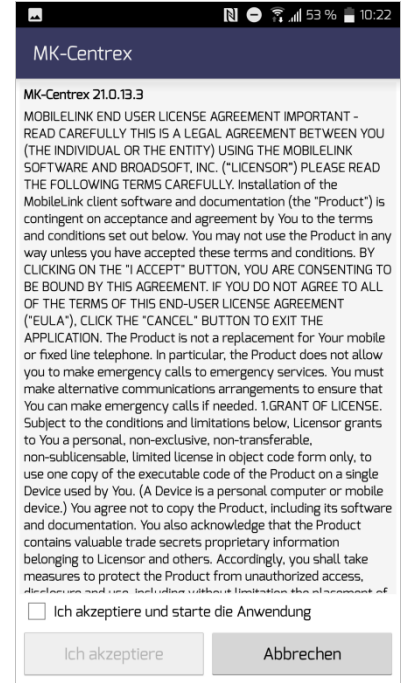 53 % 10:22
MK-Centrex
MK-Centrex 21.0.13.3
MOBILELINK END USER LICENSE AGREEMENT IMPORTANT -
READ CAREFULLY THIS IS A LEGAL AGREEMENT BETWEEN YOU
(THE INDIVIDUAL OR THE ENTITY) USING THE MOBILELINK
SOFTWARE AND BROADSOFT, INC. ("LICENSOR") PLEASE READ
THE FOLLOWING TERMS CAREFULLY. Installation of the
MobileLink client software and documentation (the "Product") is
contingent on acceptance and agreement by You to the terms
and conditions set out below. You may not use the Product in any
way unless you have accepted these terms and conditions. BY
CLICKING ON THE "I ACCEPT" BUTTON, YOU ARE CONSENTING TO
BE BOUND BY THIS AGREEMENT. IF YOU DO NOT AGREE TO ALL
OF THE TERMS OF THIS END-USER LICENSE AGREEMENT
("EULA"), CLICK THE "CANCEL" BUTTON TO EXIT THE
APPLICATION. The Product is not a replacement for Your mobile
or fixed line telephone. In particular, the Product does not allow
you to make emergency calls to emergency services. You must
make alternative communications arrangements to ensure that
You can make emergency calls if needed. 1.GRANT OF LICENSE.
Subject to the conditions and limitations below, Licensor grants
to You a personal, non-exclusive, non-transferable,
non-sublicensable, limited license in object code form only, to
use one copy of the executable code of the Product on a single
Device used by You. (A Device is a personal computer or mobile
device.) You agree not to copy the Product, including its software
and documentation. You also acknowledge that the Product
contains valuable trade secrets proprietary information
belonging to Licensor and others. Accordingly, you shall take
measures to protect the Product from unauthorized access,
disclosure and use, including without limitation the placement of
Ich akzeptiere und starte die Anwendung
Ich akzeptiere Abbrechen